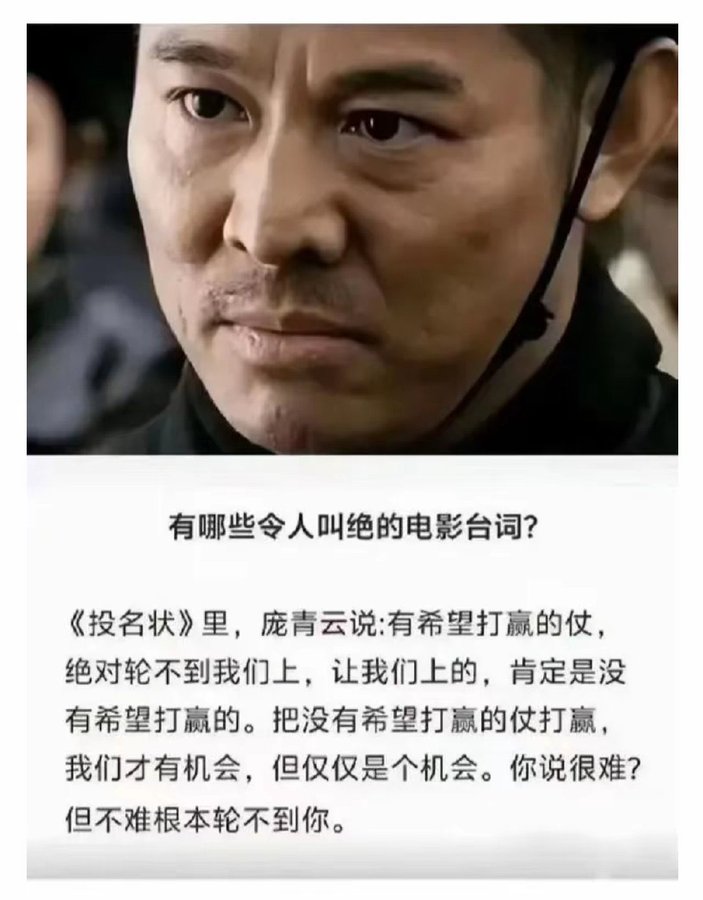 有哪些令人叫绝的电影台词?
《投名状》里，庞青云说:有希望打赢的仗，
绝对轮不到我们上，让我们上的，肯定是没
有希望打赢的。把没有希望打赢的仗打赢，
我们才有机会，但仅仅是个机会。你说很难?
但不难根本轮不到你。